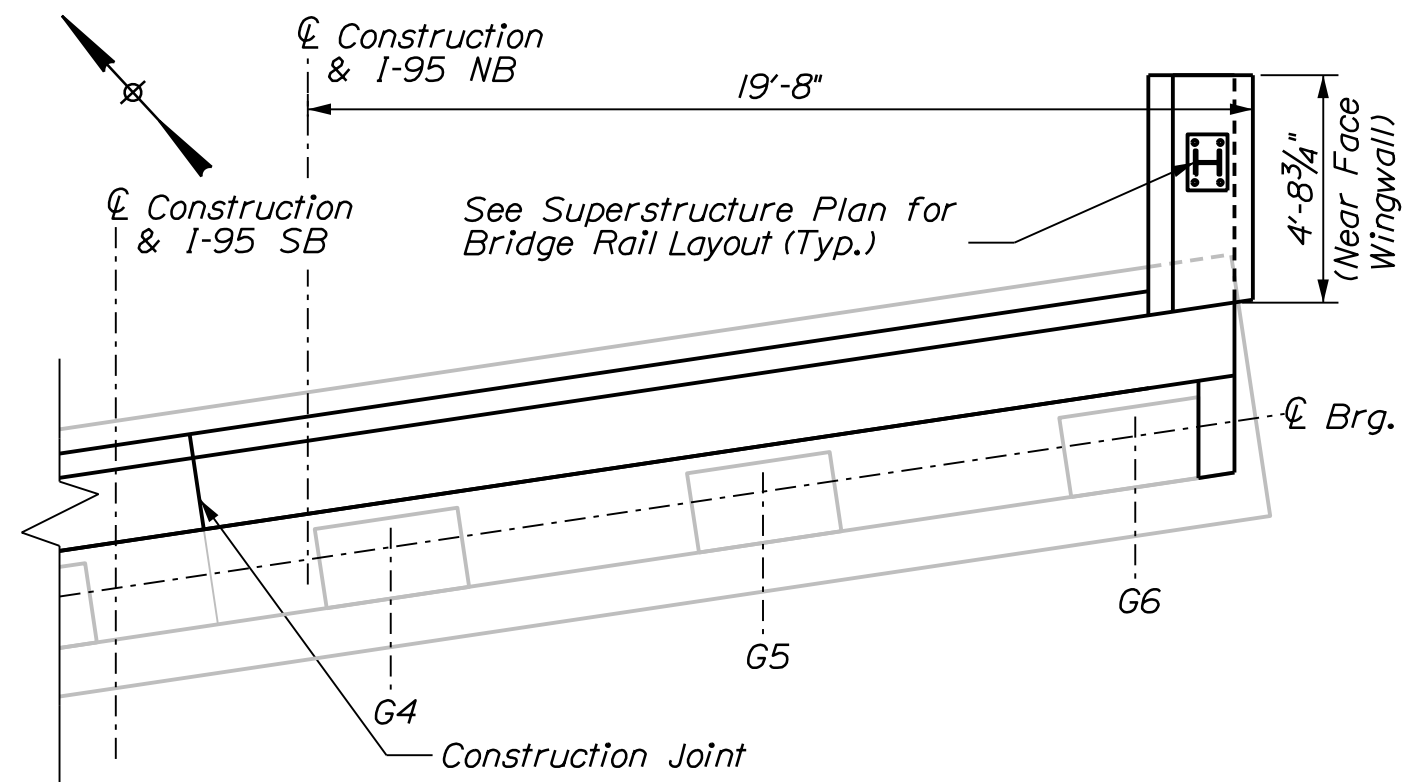 ℄ Construction
& I-95 NB
19'-8"
℄ Construction
& I-95 SB
See Superstructure Plan for
Bridge Rail Layout (Typ.)
4'-8¾"
(Near Face
Wingwall)
℄ Brg.
G6
G5
G4
Construction Joint